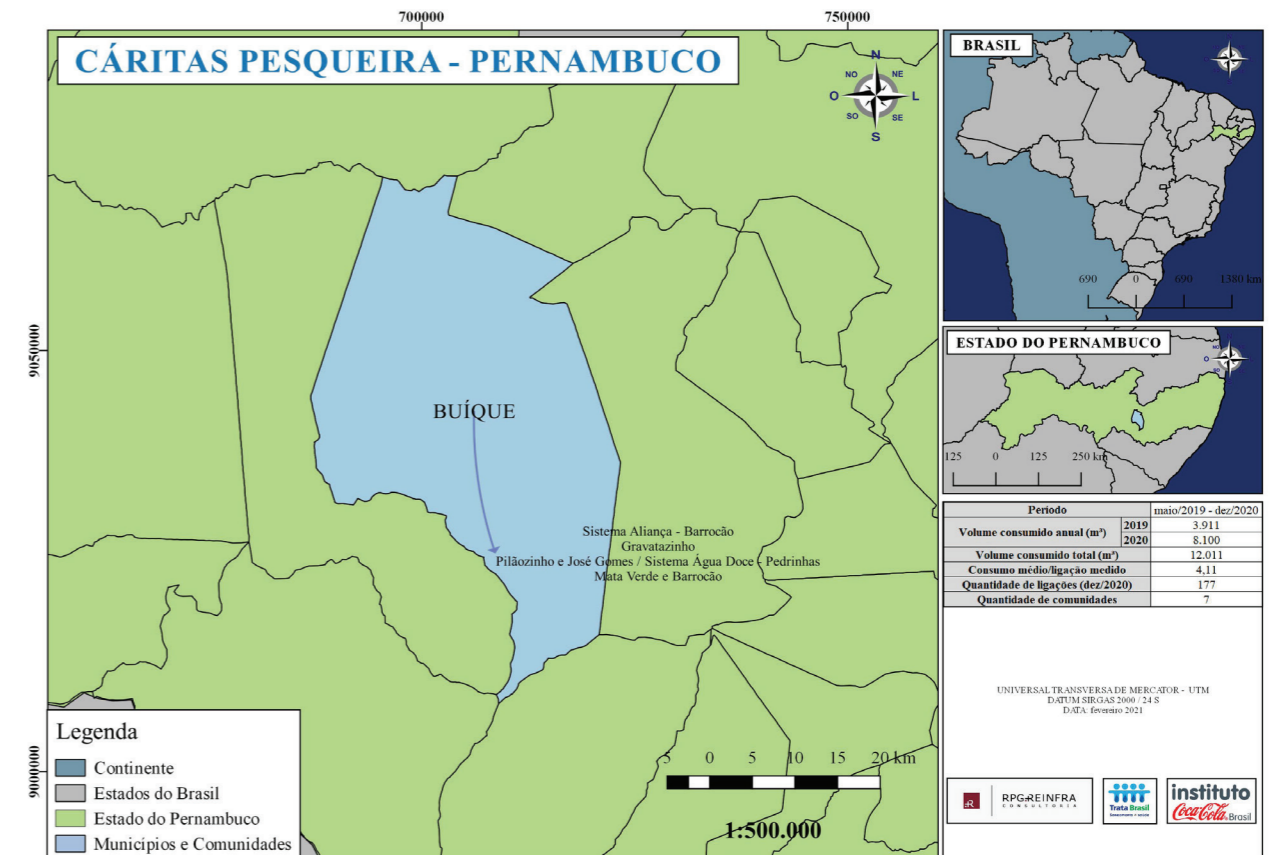 700000
750000
CÁRITAS PESQUEIRA - PERNAMBUCO
N
NO
NE
O
L
SO
SE
S
9050000
9000000
BUÍQUE
Sistema Aliança - Barrocão
Gravatazinho
Pilãozinho e José Gomes / Sistema Água Doce - Pedrinhas
Mata Verde e Barrocão
Legenda
Continente
Estados do Brasil
Estado do Pernambuco
Municípios e Comunidades
5 0 5 10 15 20 km
1:500.000
BRASIL
690 0 690 1380 km
ESTADO DO PERNAMBUCO
NO
O
SO
125 0 125 250 km
Período maio/2019 - dez/2020
Volume consumido anual (m³) 2019 3.911
2020 8.100
Volume consumido total (m³) 12.011
Consumo médio/ligação medido 4,11
Quantidade de ligações (dez/2020) 177
Quantidade de comunidades 7
UNIVERSAL TRANSVERSA DE MERCATOR - UTM
DATUM SIRGAS 2000 / 24 S
DATA: fevereiro 2021
RPG REINFRA
CONSULTORIA
Trata Brasil
SANEAMENTO É SAÚDE
instituto
Coca-Cola Brasil